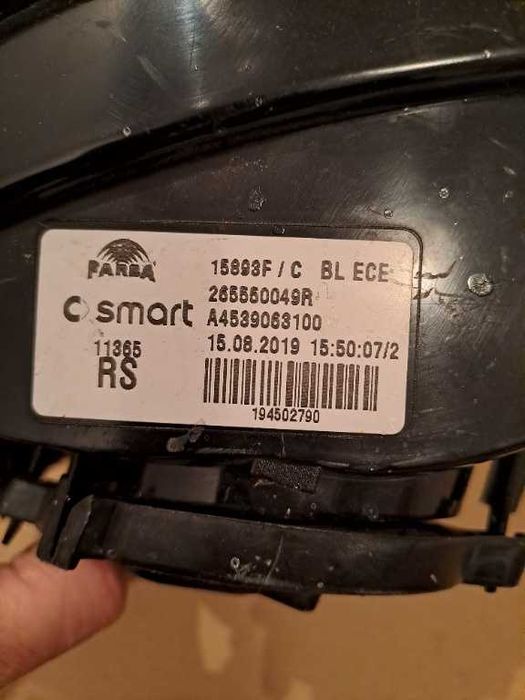 FARBA
15893F / C BL ECE
265550049R
smart
A4539063100
11365
15.08.2019 15:50:07/2
RS
194502790